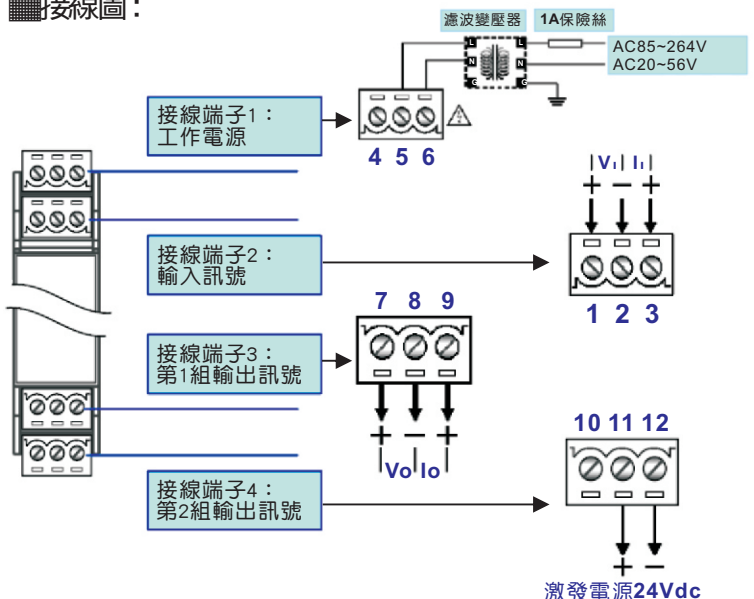 ▦接線圖:
濾波變壓器 1A保險絲
L L
N N
G G
AC85~264V
AC20~56V
接線端子1:
工作電源
4 5 6
|VI| II|
+ − +
接線端子2:
輸入訊號
1 2 3
7 8 9
接線端子3:
第1組輸出訊號
+ − +
|Vo|Io|
10 11 12
接線端子4:
第2組輸出訊號
+ −
激發電源24Vdc